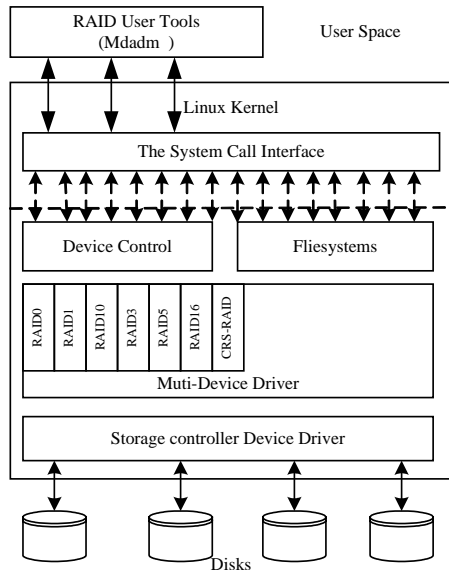 RAID User Tools
(Mdadm )
User Space
Linux Kernel
The System Call Interface
Device Control
Fliesystems
RAID0
RAID1
RAID10
RAID3
RAID5
RAID16
CRS-RAID
Muti-Device Driver
Storage controller Device Driver
Disks